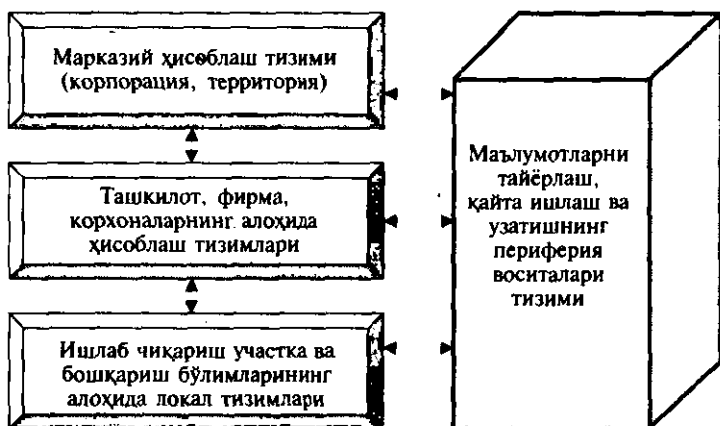 Марказий ҳисоблаш тизими
(корпорация, территория)
Ташкилот, фирма,
корхоналарнинг алоҳида
ҳисоблаш тизимлари
Ишлаб чиқариш участка ва
бошқариш бўлимларининг
алоҳида локал тизимлари
Маълумотларни
тайёрлаш,
қайта ишлаш ва
узатишнинг
периферия
воситалари
тизими